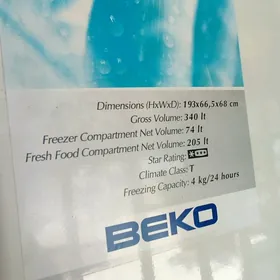 Dimensions (HxWxD): 193x66,5x68 cm
Gross Volume: 340 lt
Freezer Compartment Net Volume: 74 lt
Fresh Food Compartment Net Volume: 205 lt
Star Rating: ****
Climate Class: T
Freezing Capacity: 4 kg/24 hours
BEKO